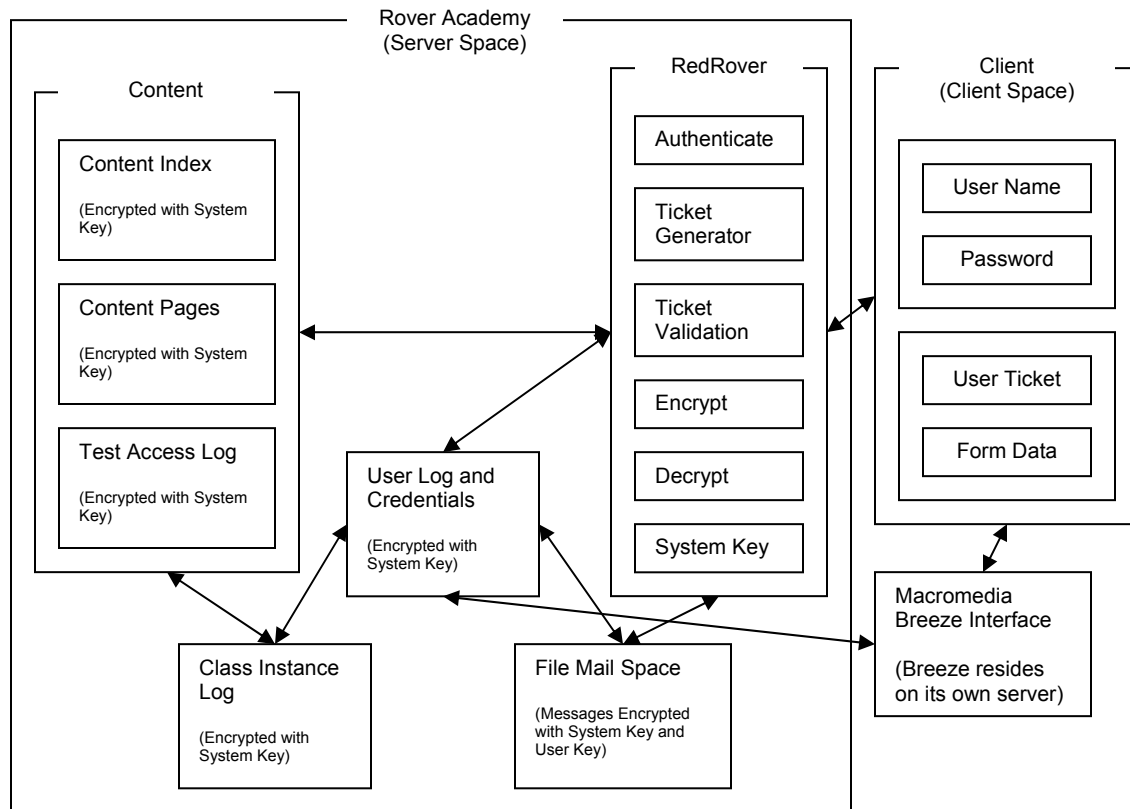 Rover Academy
(Server Space)
Content
Content Index
(Encrypted with System
Key)
Content Pages
(Encrypted with System
Key)
Test Access Log
(Encrypted with System
Key)
User Log and
Credentials
(Encrypted with
System Key)
Class Instance
Log
(Encrypted with
System Key)
File Mail Space
(Messages Encrypted
with System Key and
User Key)
RedRover
Authenticate
Ticket
Generator
Ticket
Validation
Encrypt
Decrypt
System Key
Client
(Client Space)
User Name
Password
User Ticket
Form Data
Macromedia
Breeze Interface
(Breeze resides
on its own server)